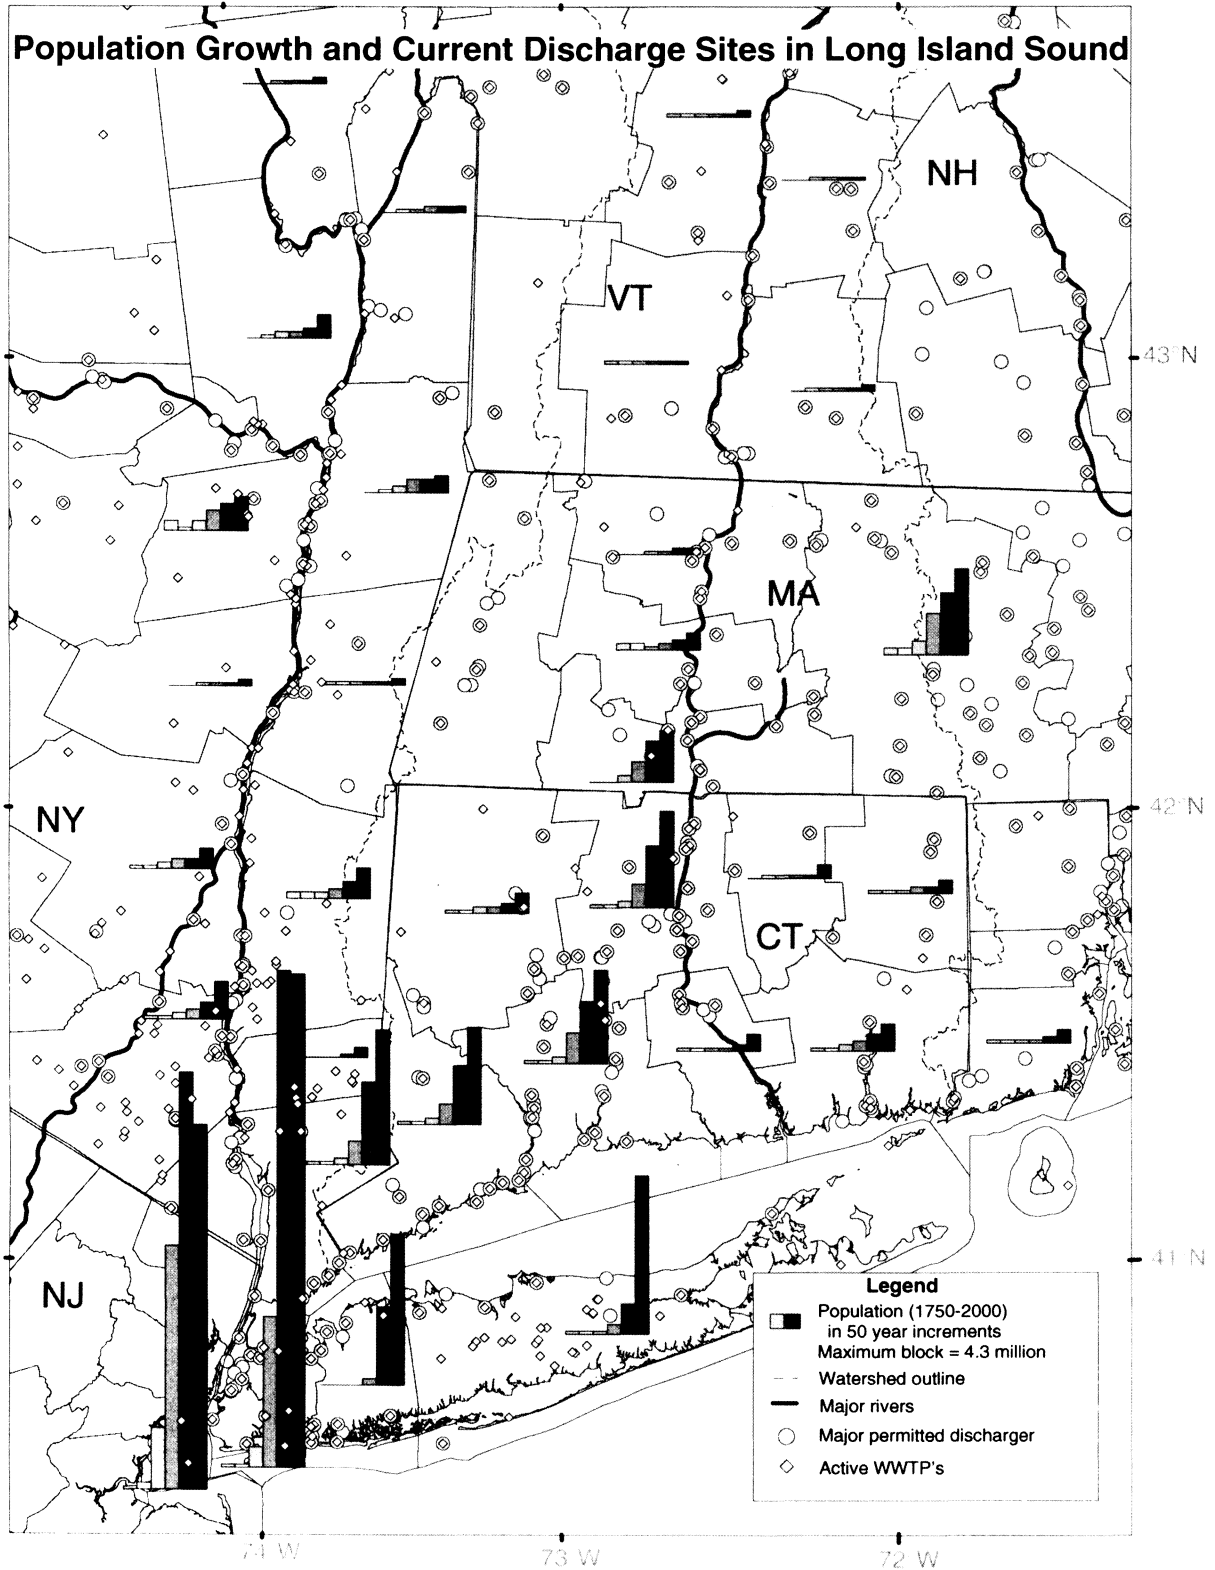 Population Growth and Current Discharge Sites in Long Island Sound
NH
VT
43°N
MA
NY
42°N
CT
41 N
NJ
Legend
Population (1750-2000)
in 50 year increments
Maximum block = 4.3 million
Watershed outline
Major rivers
Major permitted discharger
Active WWTP's
74 W
73 W
72 W